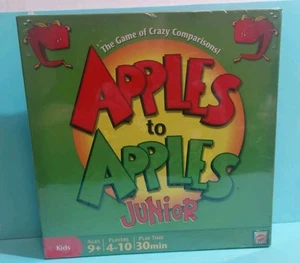 The Game of Crazy Comparisons!
APPLES
to
APPLES
JUNIOR
Kids
AGES
9+
PLAYERS
4-10
PLAY TIME
30min